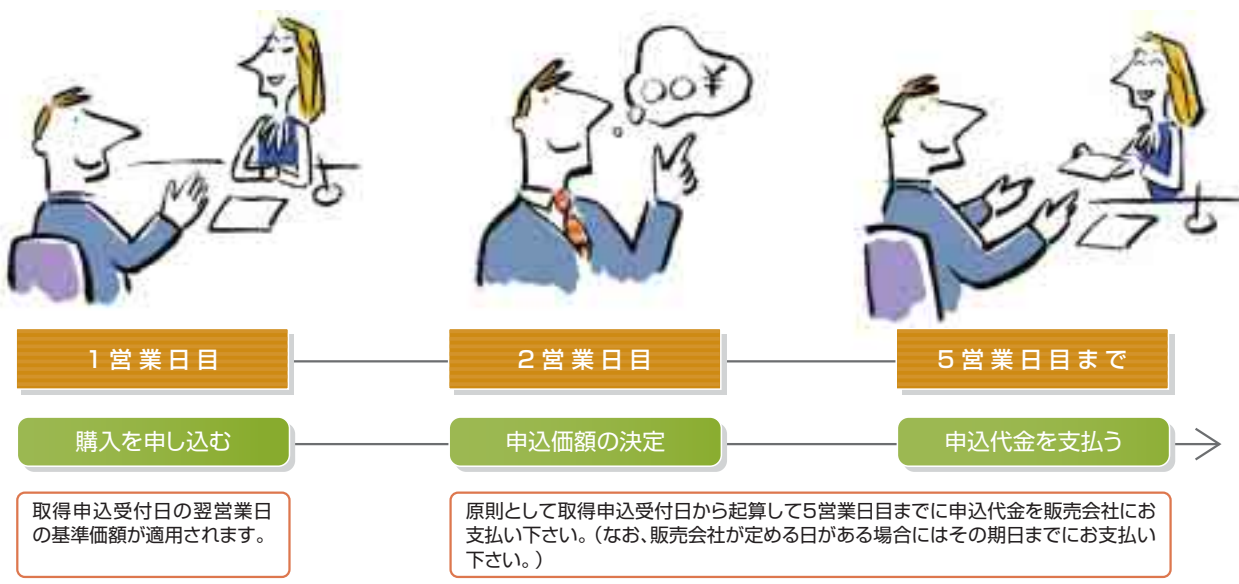 ○○¥
1営業日目
2営業日目
5営業日目まで
購入を申し込む
申込価額の決定
申込代金を支払う
取得申込受付日の翌営業日
の基準価額が適用されます。
原則として取得申込受付日から起算して5営業日目までに申込代金を販売会社にお
支払い下さい。(なお、販売会社が定める日がある場合にはその期日までにお支払い
下さい。)